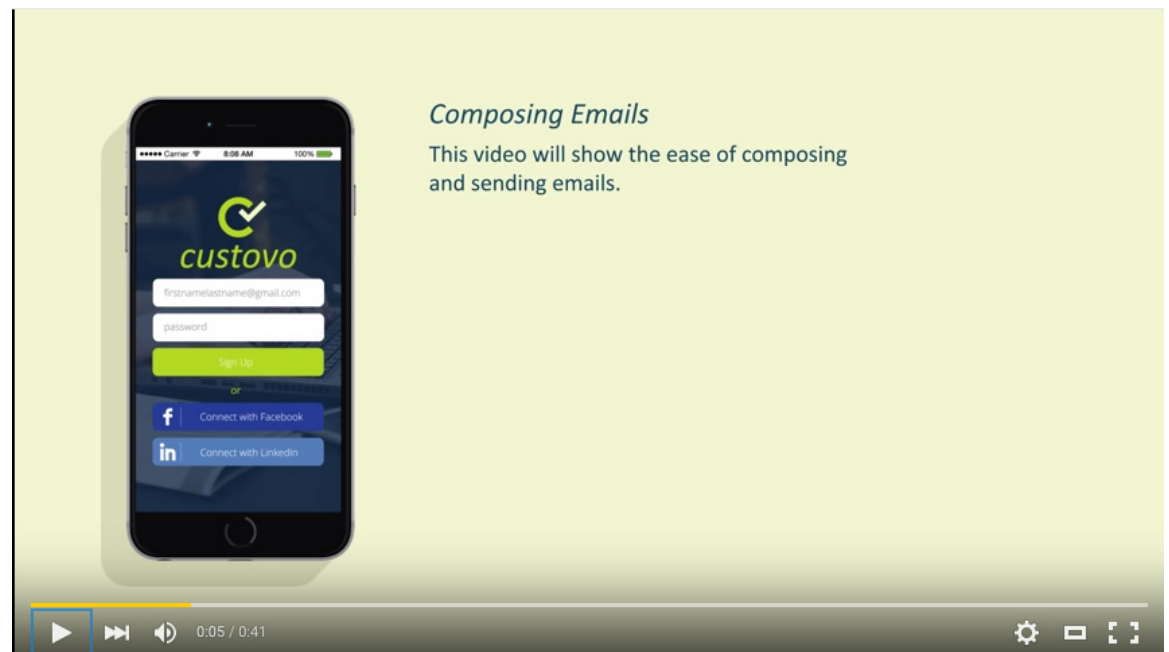 Composing Emails
This video will show the ease of composing
and sending emails.
Carrier 8:08 AM 100%
custovo
firstnamelastname@gmail.com
password
Sign Up
or
f Connect with Facebook
in Connect with LinkedIn
0:05 / 0:41